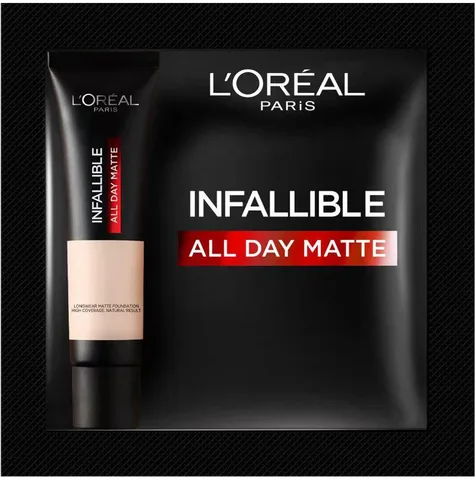 L'ORÉAL
PARiS
INFALLIBLE
ALL DAY MATTE
LONGWEAR MATTE FOUNDATION
HIGH COVERAGE. NATURAL RESULT
L'ORÉAL
PARiS
INFALLIBLE
ALL DAY MATTE